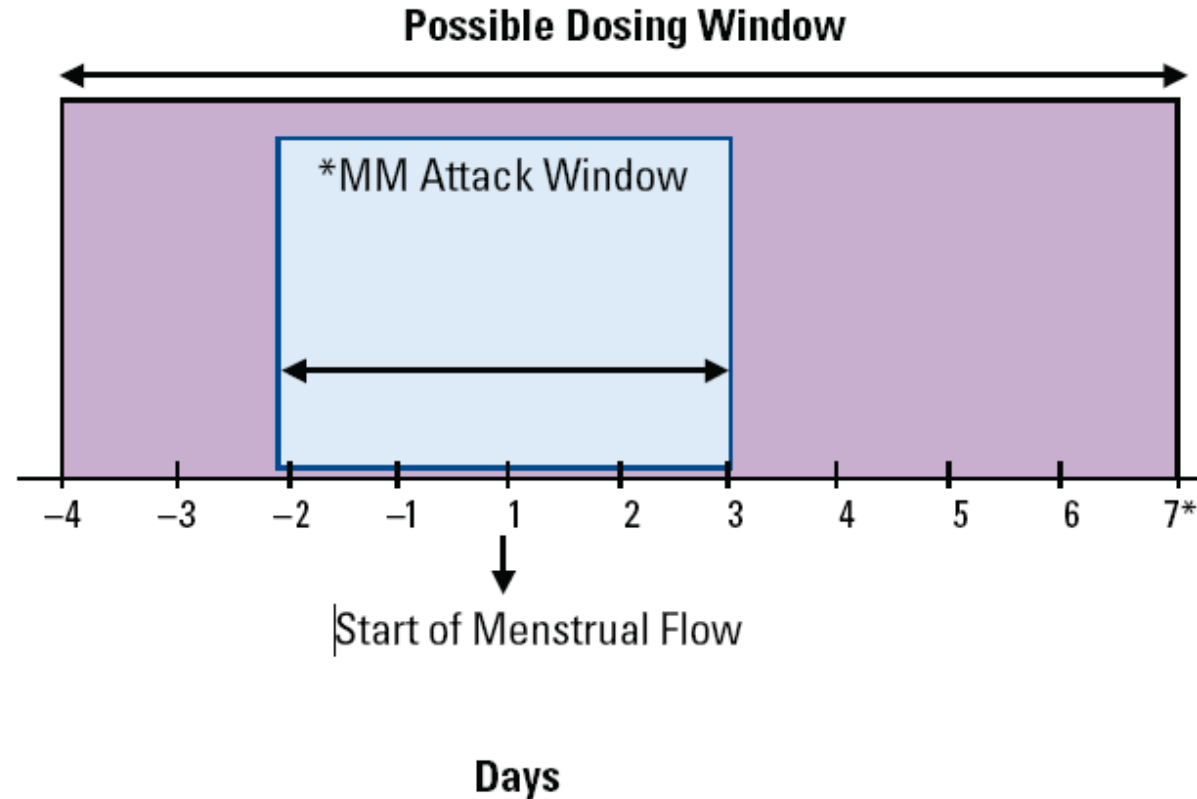 Possible Dosing Window
*MM Attack Window
–4 –3 –2 –1 1 2 3 4 5 6 7*
Start of Menstrual Flow
Days